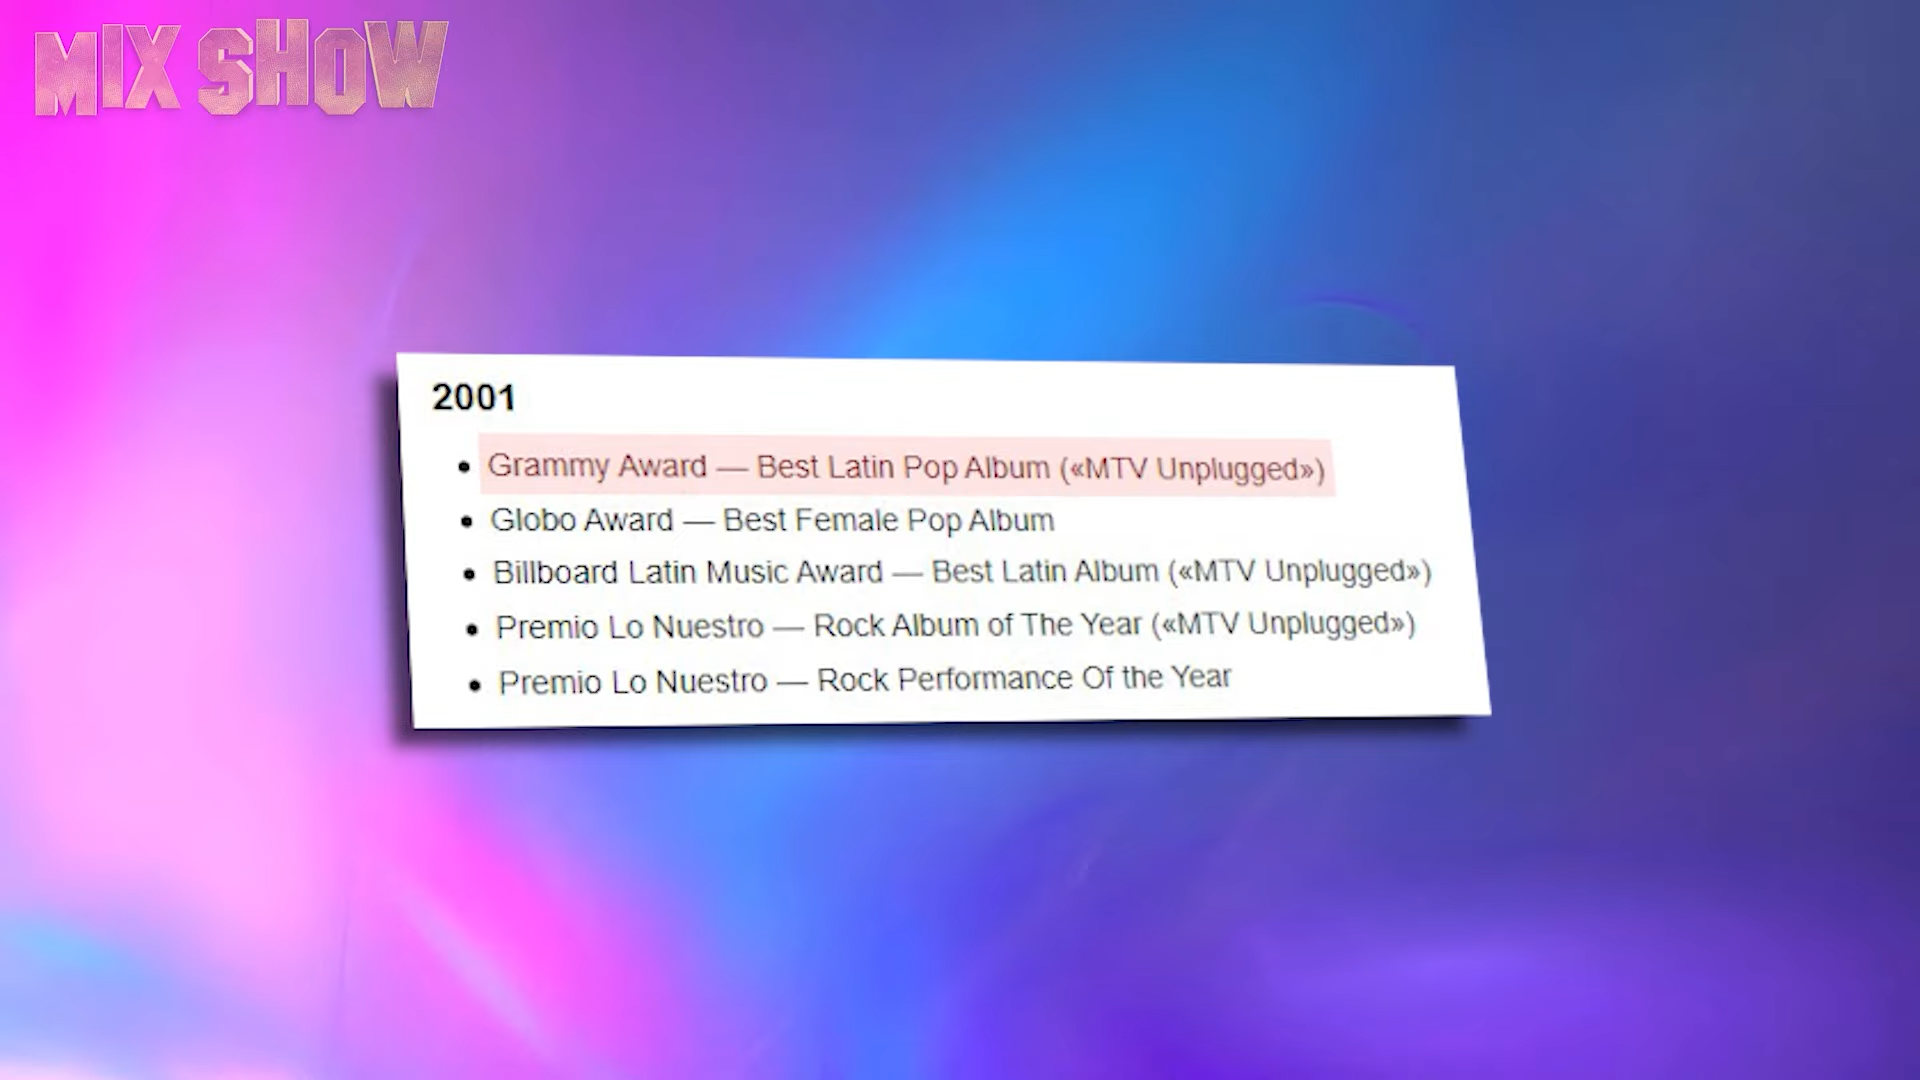 MIX SHOW
2001
Grammy Award — Best Latin Pop Album («MTV Unplugged»)
Globo Award — Best Female Pop Album
Billboard Latin Music Award — Best Latin Album («MTV Unplugged»)
Premio Lo Nuestro — Rock Album of The Year («MTV Unplugged»)
Premio Lo Nuestro — Rock Performance Of the Year